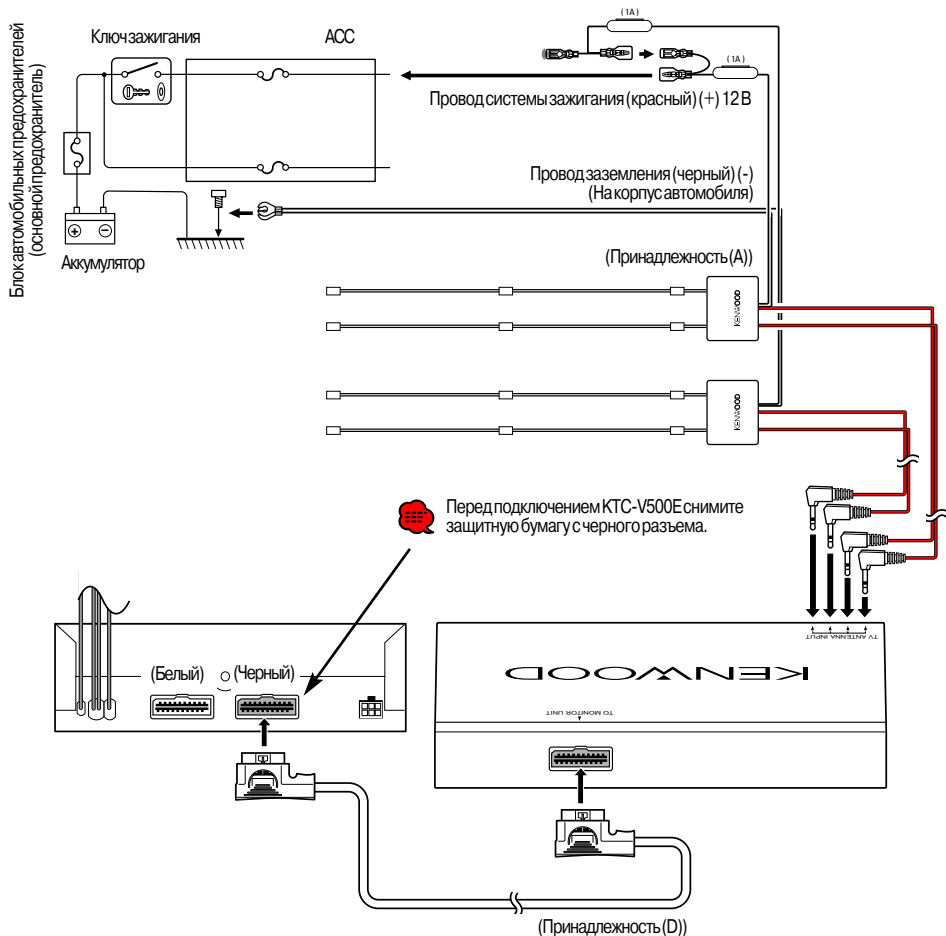 (1A)
Ключ зажигания
ACC
(1A)
Провод системы зажигания (красный) (+) 12 В
Блок автомобильных предохранителей
(основной предохранитель)
Провод заземления (черный) (-)
(На корпус автомобиля)
Аккумулятор
(Принадлежность (A))
KENWOOD
KENWOOD
Перед подключением KTC-V500E снимите
защитную бумагу с черного разъема.
TV ANTENNA INPUT
(Белый)
(Черный)
KENWOOD
TO MONITOR UNIT
(Принадлежность (D))